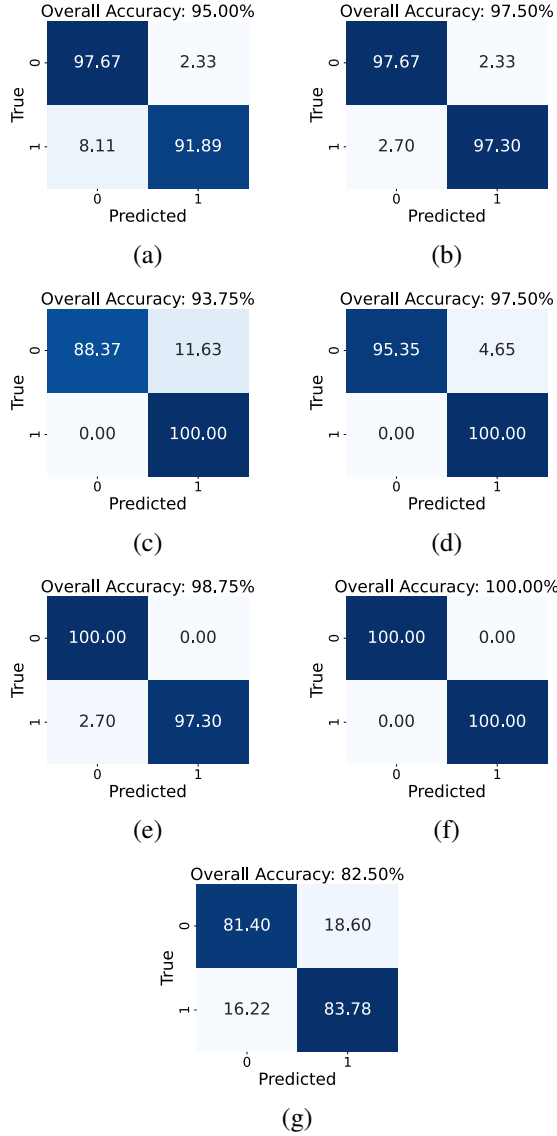 Overall Accuracy: 95.00%
True
0
97.67 2.33
1
8.11 91.89
0 1
Predicted
(a)
Overall Accuracy: 97.50%
True
0
97.67 2.33
1
2.70 97.30
0 1
Predicted
(b)
Overall Accuracy: 93.75%
True
0
88.37 11.63
1
0.00 100.00
0 1
Predicted
(c)
Overall Accuracy: 97.50%
True
0
95.35 4.65
1
0.00 100.00
0 1
Predicted
(d)
Overall Accuracy: 98.75%
True
0
100.00 0.00
1
2.70 97.30
0 1
Predicted
(e)
Overall Accuracy: 100.00%
True
0
100.00 0.00
1
0.00 100.00
0 1
Predicted
(f)
Overall Accuracy: 82.50%
True
0
81.40 18.60
1
16.22 83.78
0 1
Predicted
(g)